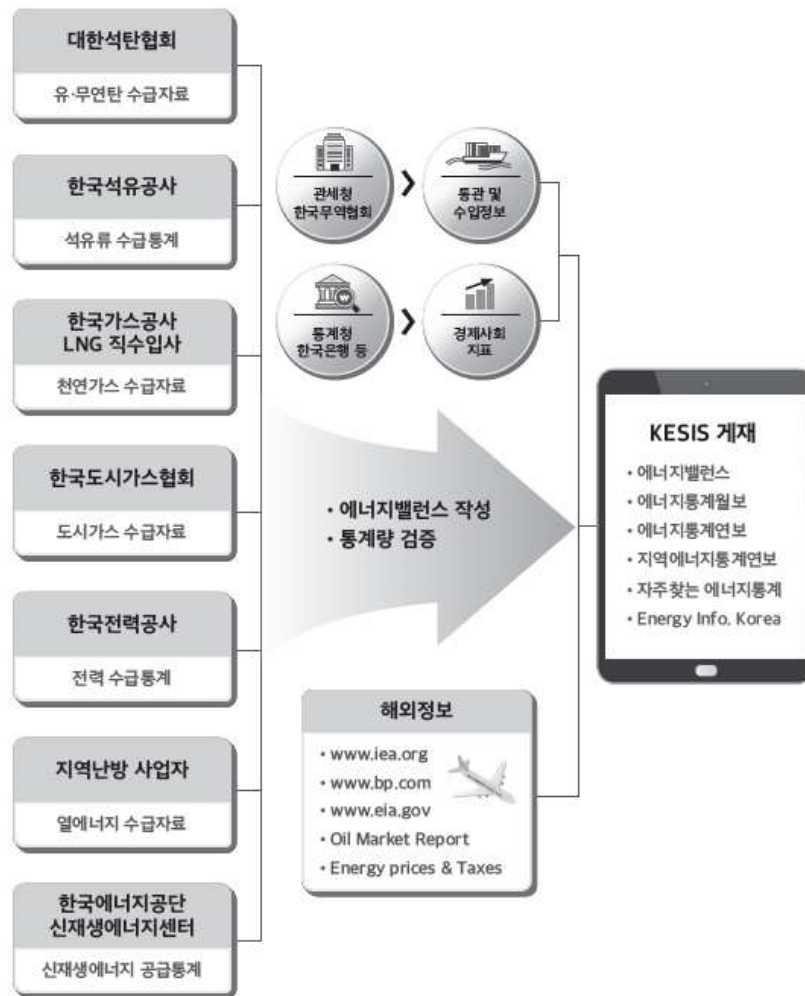 대한석탄협회
유·무연탄 수급자료
한국석유공사
석유류 수급통계
한국가스공사
LNG 직수입사
천연가스 수급자료
한국도시가스협회
도시가스 수급자료
한국전력공사
전력 수급통계
지역난방 사업자
열에너지 수급자료
한국에너지공단
신재생에너지센터
신재생에너지 공급통계
관세청
한국무역협회
통관 및
수입정보
₩
통계청
한국은행 등
경제사회
지표
• 에너지밸런스 작성
• 통계량 검증
해외정보
• www.iea.org
• www.bp.com
• www.eia.gov
• Oil Market Report
• Energy prices & Taxes
KESIS 게재
• 에너지밸런스
• 에너지통계월보
• 에너지통계연보
• 지역에너지통계연보
• 자주찾는 에너지통계
• Energy Info. Korea